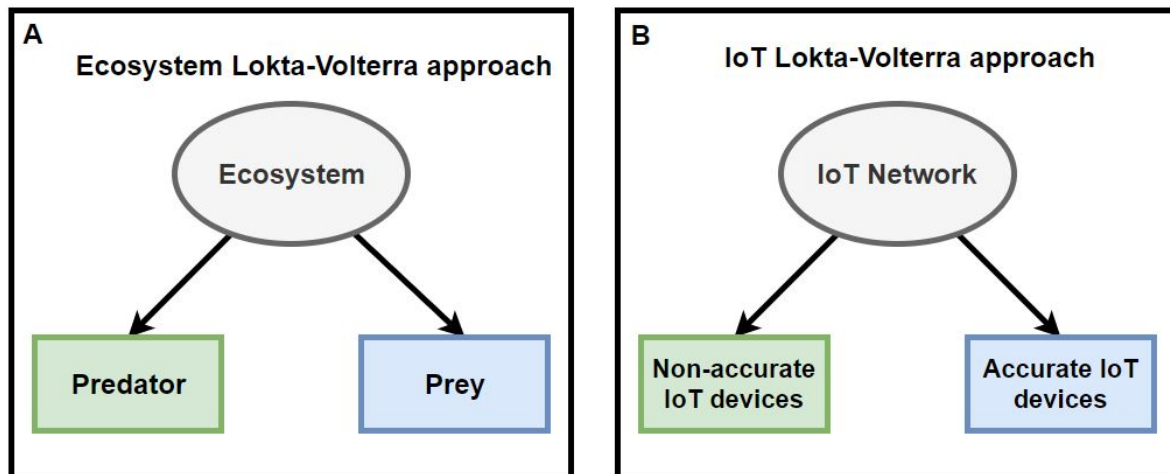 A
Ecosystem Lokta-Volterra approach
Ecosystem
Predator
Prey
B
IoT Lokta-Volterra approach
IoT Network
Non-accurate
IoT devices
Accurate IoT
devices